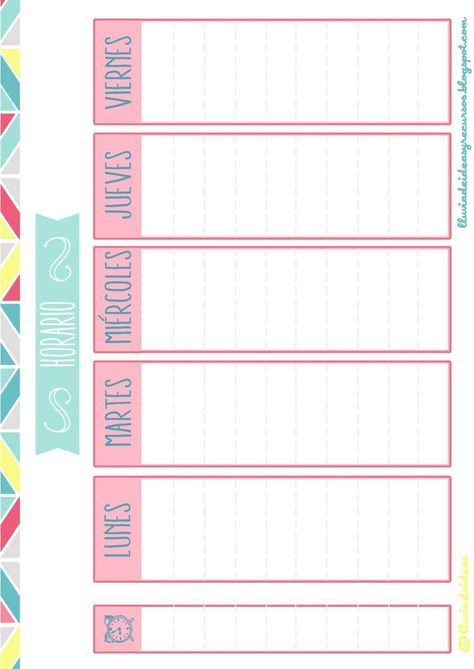 HORARIO
LUNES
MARTES
MIÉRCOLES
JUEVES
VIERNES
@lluviadeideas
lluviadeideasyrecursos.blogspot.com